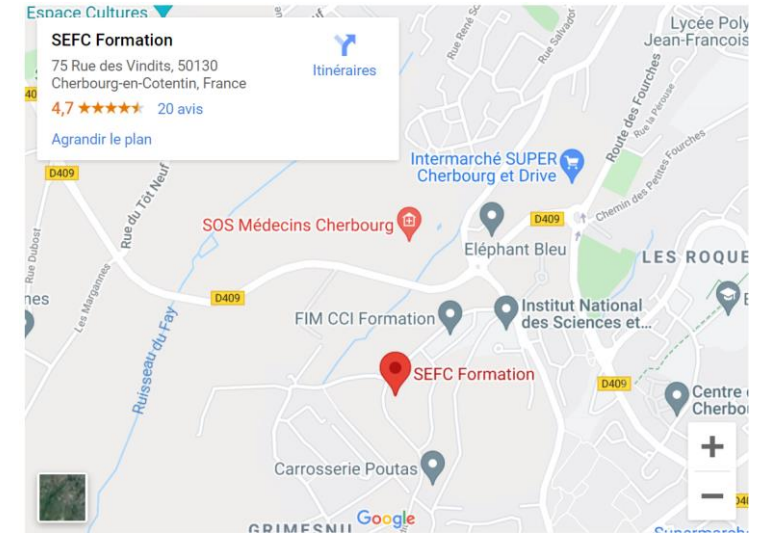 Espace Cultures
SEFC Formation
75 Rue des Vindits, 50130
Cherbourg-en-Cotentin, France
4,7
20 avis
Agrandir le plan
Itinéraires
Neuf
Rue René
Rue Salvador
Lycée Poly
Jean-Francois
Route des Fourches
Rue la Pérouse
Chemin des Petites Fourches
Intermarché SUPER
Cherbourg et Drive
D409
Rue du Tôt Neuf
SOS Médecins Cherbourg
D409
Eléphant Bleu
LES ROQUE
Rue Dubost
Les Margannes
nes
D409
FIM CCI Formation
Institut National
des Sciences et...
Ruisseau du Fay
SEFC Formation
D409
Centre
Cherbo
Carrosserie Poutas
+
−
Google
GRIMESNIL